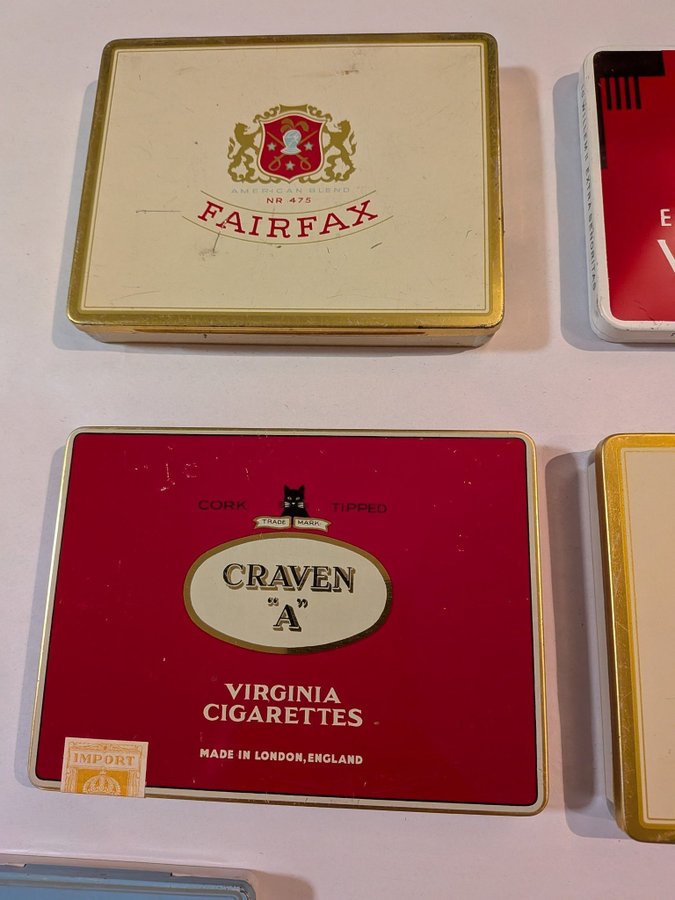 AMERICAN BLEND
NR 475
FAIRFAX
E
CORK TIPPED
TRADE MARK
CRAVEN
"A"
VIRGINIA
CIGARETTES
MADE IN LONDON, ENGLAND
IMPORT